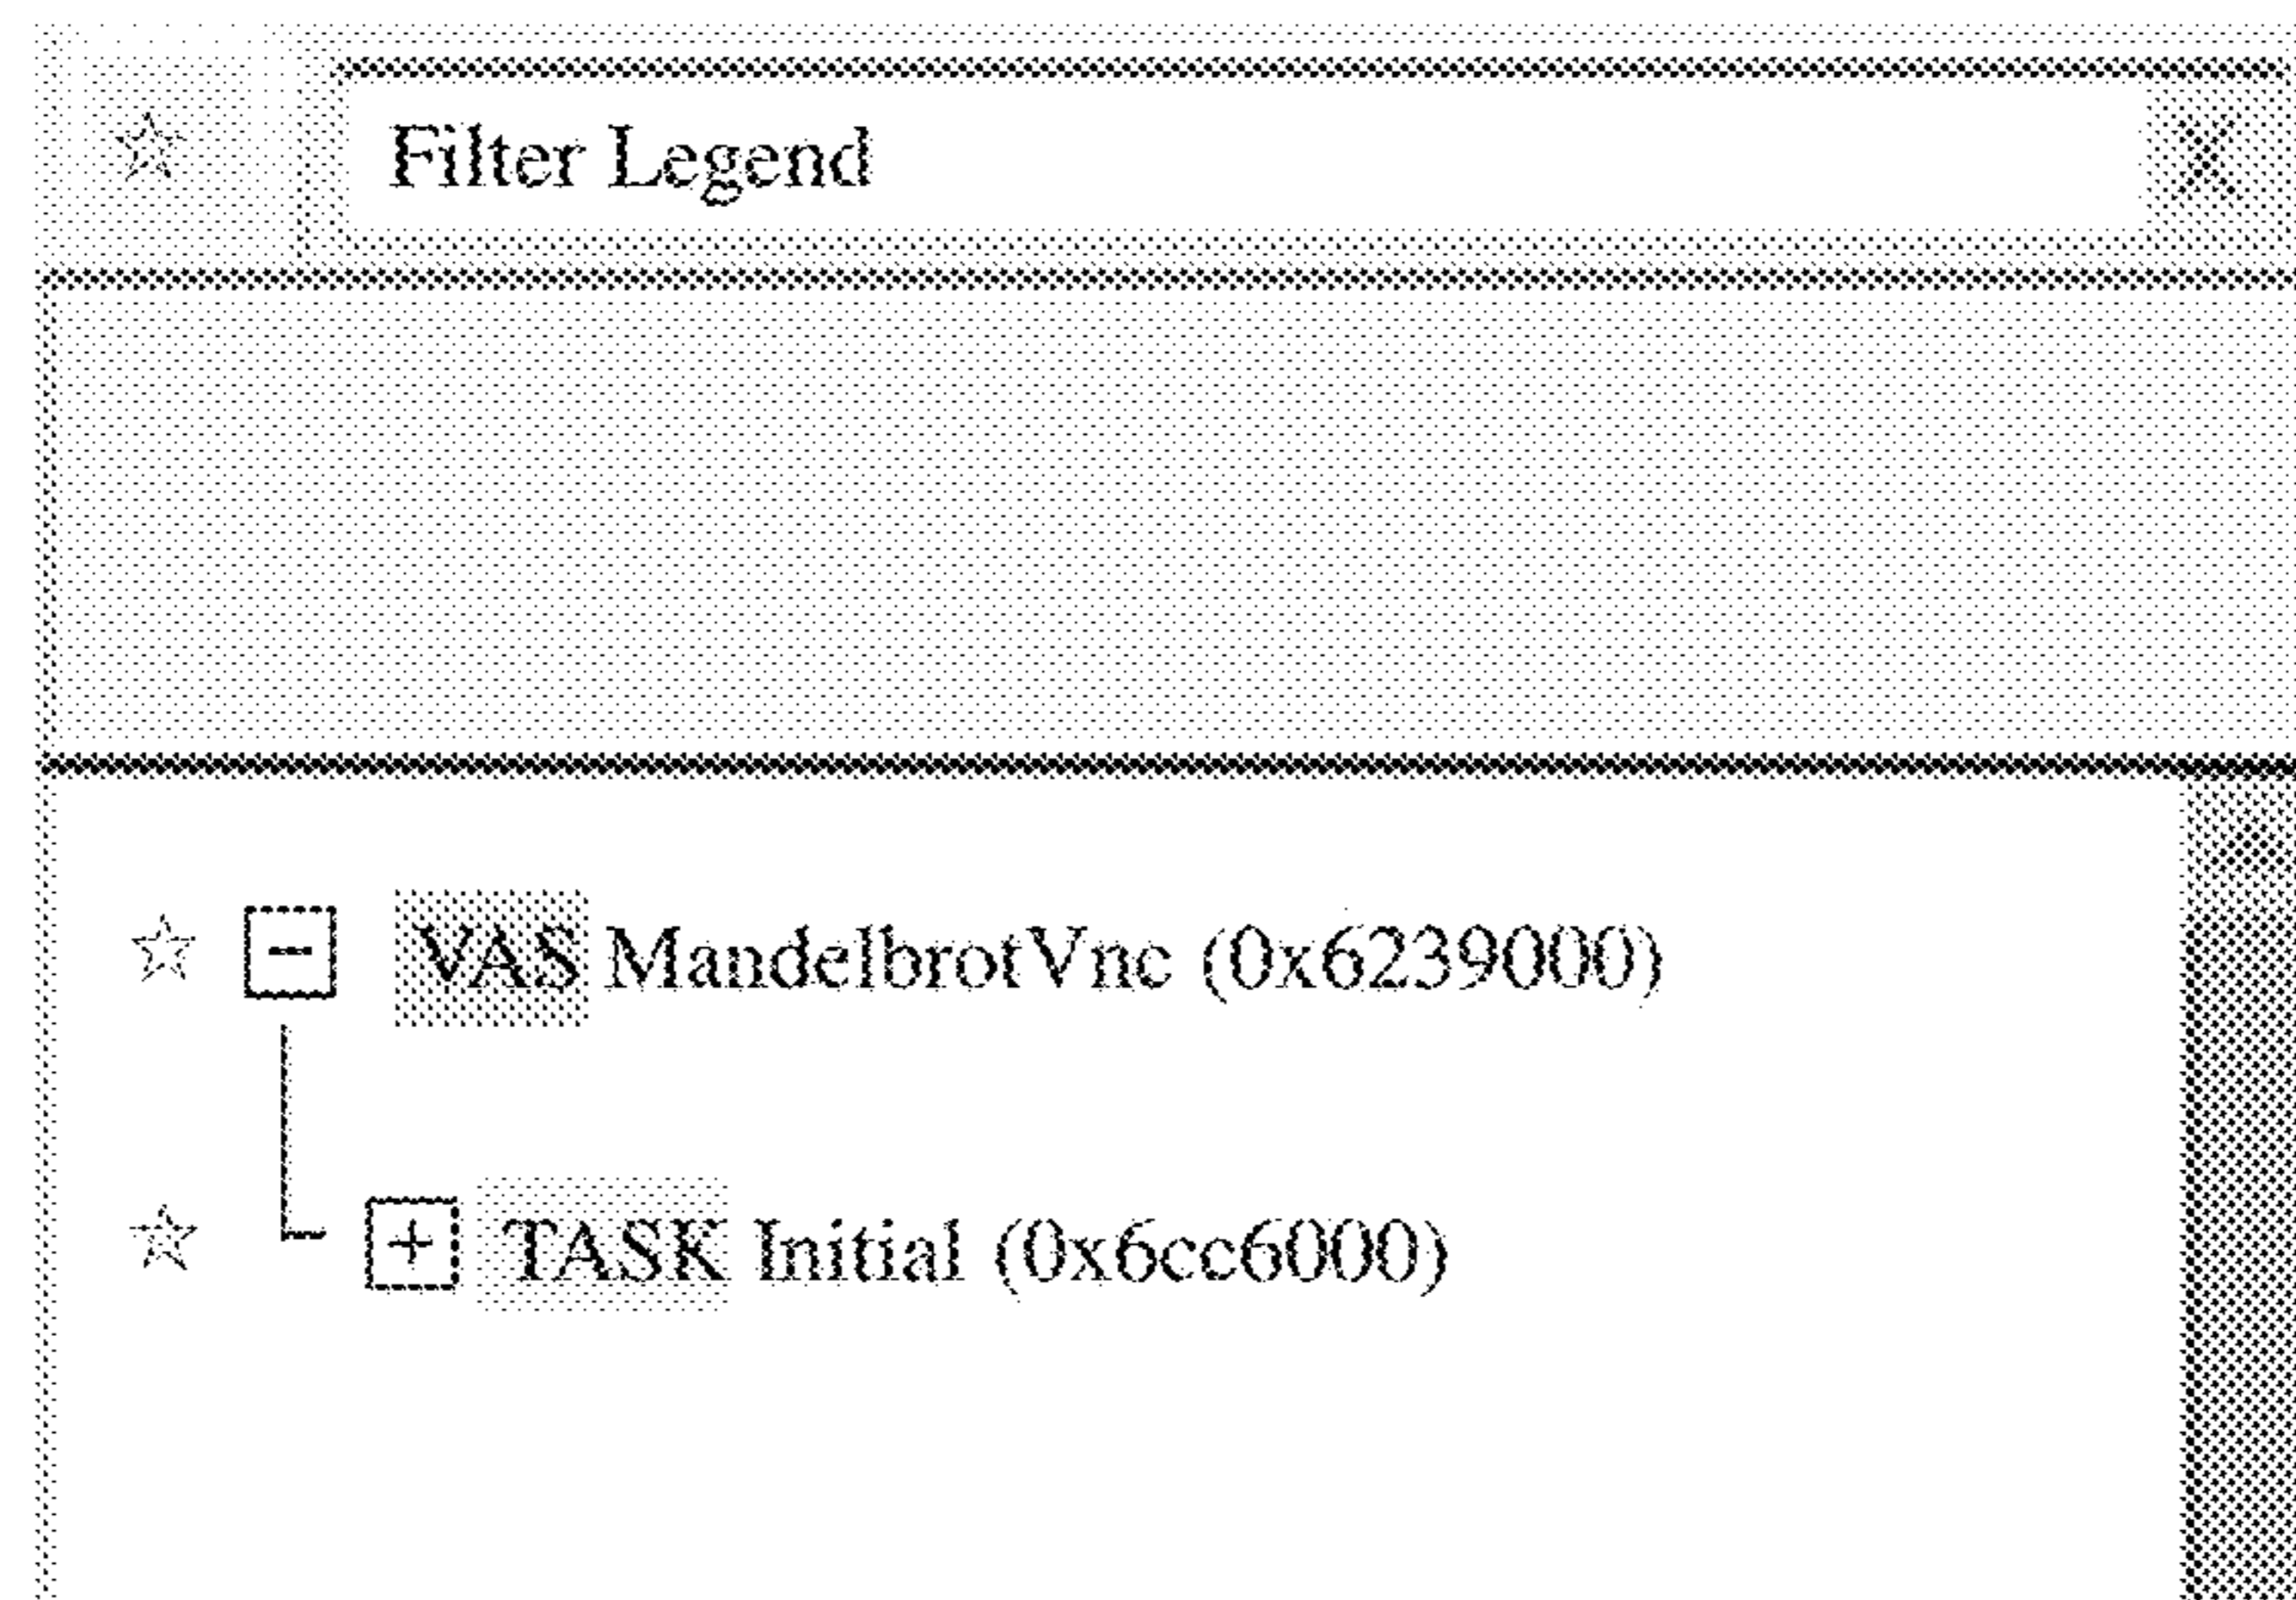 ☆ Filter Legend X
☆ - VAS MandelbrotVnc (0x6239000)
☆ + TASK Initial (0x6cc6000)